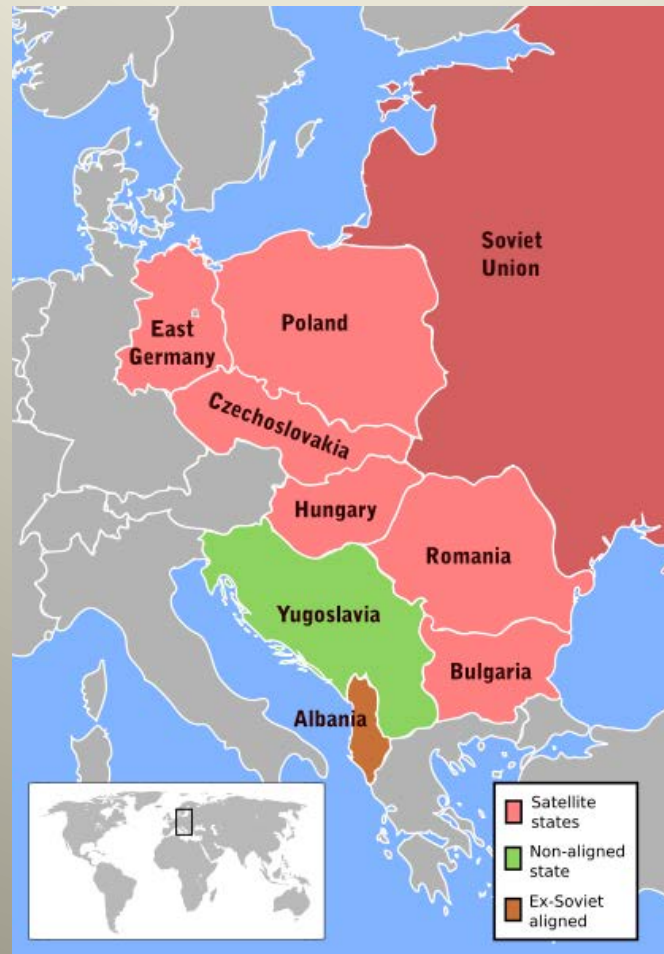 Soviet
Union
Poland
East
Germany
Czechoslovakia
Hungary
Romania
Yugoslavia
Bulgaria
Albania
Satellite
states
Non-aligned
state
Ex-Soviet
aligned